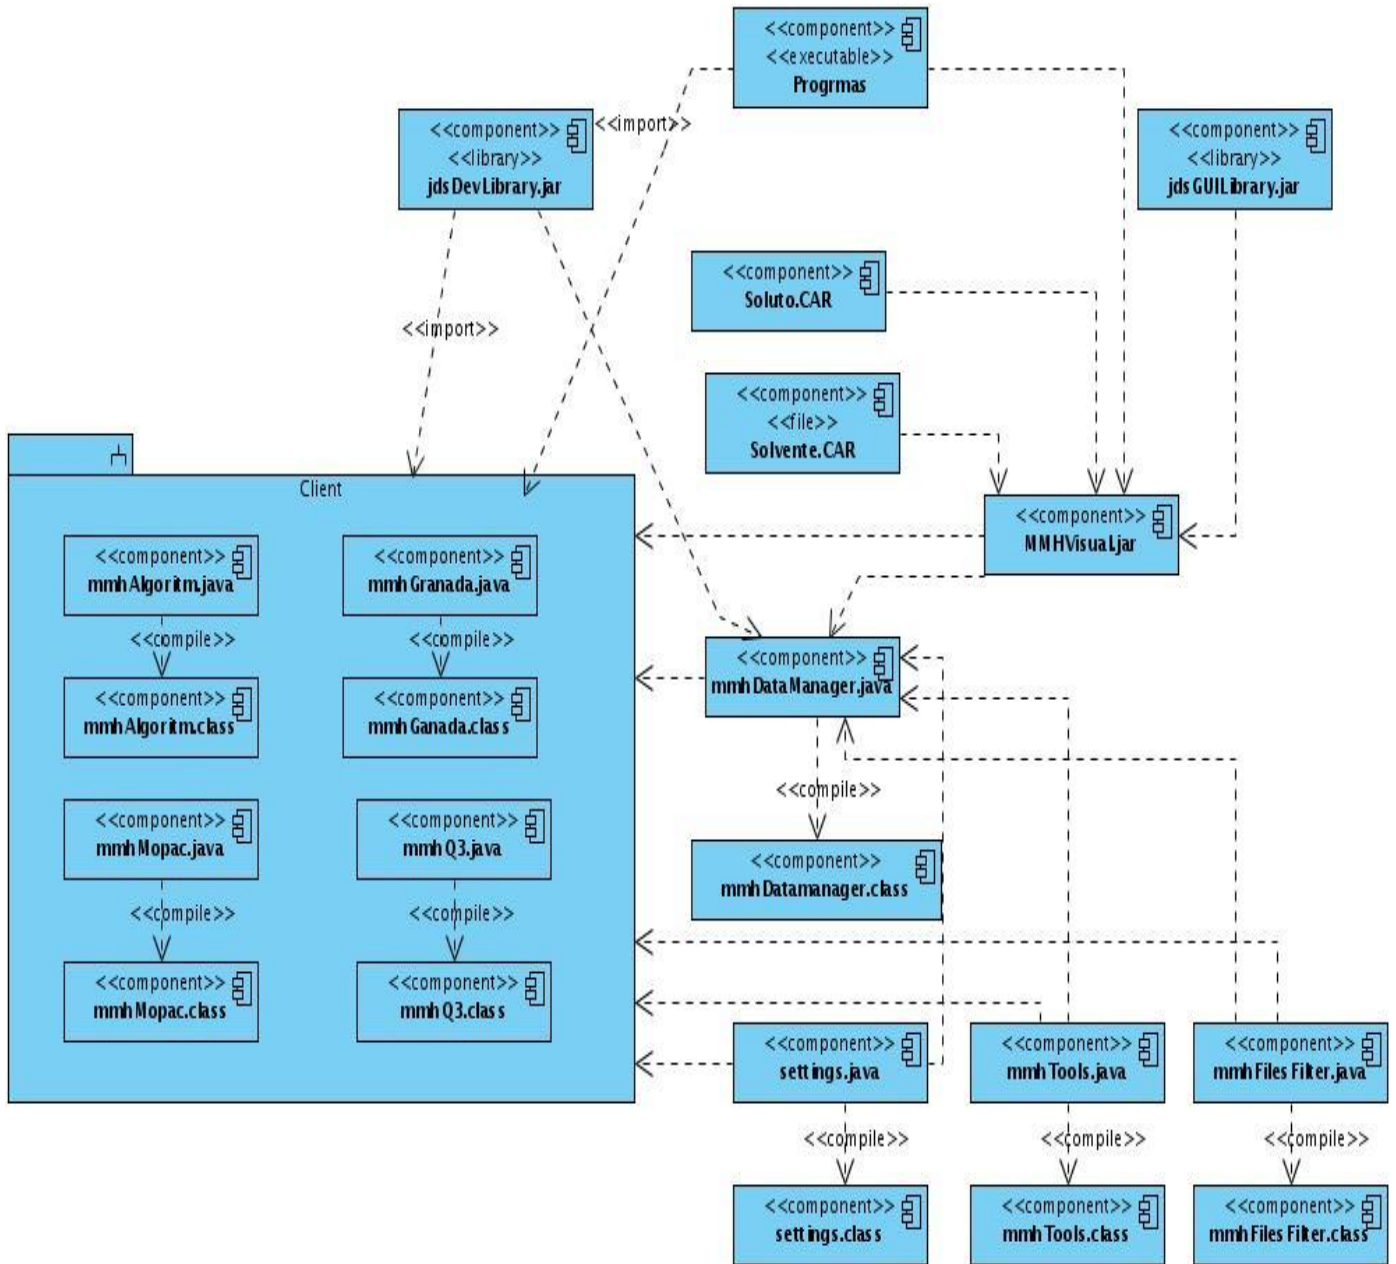 <<component>>
<<executable>>
Progrmas
<<import>>
<<component>>
<<library>>
jdsDevLibrary.jar
<<component>>
<<library>>
jdsGUILibrary.jar
<<component>>
Soluto.CAR
<<import>>
<<component>>
<<file>>
Solvente.CAR
Client
<<component>>
MMHVisual.jar
<<component>>
mmhAlgoritm.java
<<component>>
mmhGranada.java
<<compile>>
<<compile>>
<<component>>
mmhDataManager.java
<<component>>
mmhAlgoritm.class
<<component>>
mmhGanada.class
<<compile>>
<<component>>
mmhMopac.java
<<component>>
mmhQ3.java
<<component>>
mmhDatamanager.class
<<compile>>
<<compile>>
<<component>>
mmhMopac.class
<<component>>
mmhQ3.class
<<component>>
settings.java
<<component>>
mmhTools.java
<<component>>
mmhFilesFilter.java
<<compile>>
<<compile>>
<<compile>>
<<component>>
settings.class
<<component>>
mmhTools.class
<<component>>
mmhFilesFilter.class